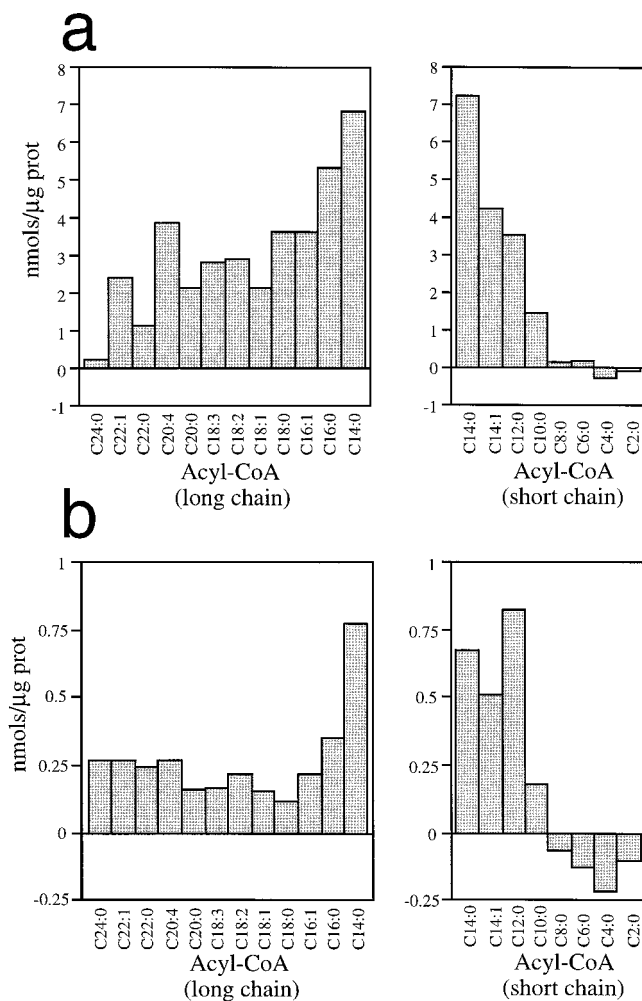 a
nmols/µg prot
8
7
6
5
4
3
2
1
0
-1
C24:0
C22:1
C22:0
C20:4
C20:0
C18:3
C18:2
C18:1
C18:0
C16:1
C16:0
C14:0
Acyl-CoA
(long chain)
8
7
6
5
4
3
2
1
0
-1
C14:0
C14:1
C12:0
C10:0
C8:0
C6:0
C4:0
C2:0
Acyl-CoA
(short chain)
b
nmols/µg prot
1
0.75
0.5
0.25
0
-0.25
C24:0
C22:1
C22:0
C20:4
C20:0
C18:3
C18:2
C18:1
C18:0
C16:1
C16:0
C14:0
Acyl-CoA
(long chain)
1
0.75
0.5
0.25
0
-0.25
C14:0
C14:1
C12:0
C10:0
C8:0
C6:0
C4:0
C2:0
Acyl-CoA
(short chain)